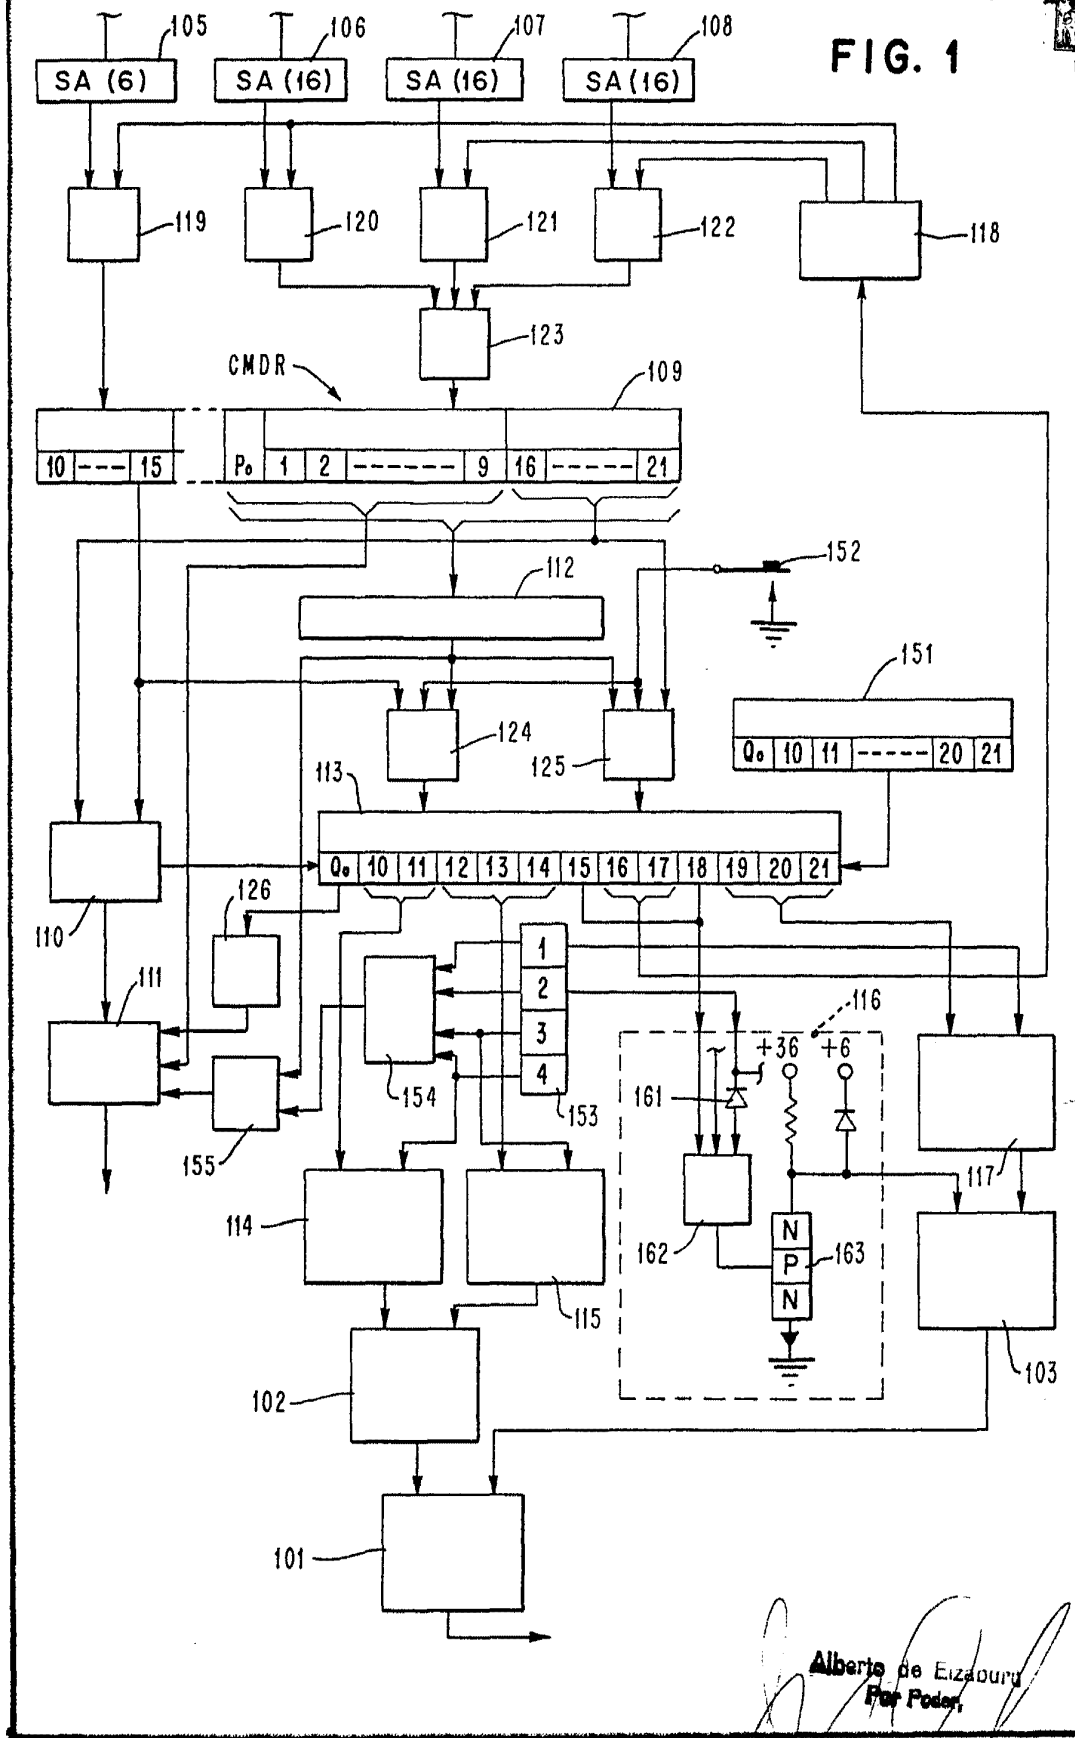 105
106
107
108
FIG. 1
SA (6)
SA (16)
SA (16)
SA (16)
119
120
121
122
118
123
CMDR
109
10 ---- 15
P₀ 1 2 ------- 9 16 ----- 21
112
152
151
124
125
Q₀ 10 11 ----- 20 21
113
Q₀ 10 11 12 13 14 15 16 17 18 19 20 21
126
110
111
1
2
3
4
116
+36 +6
154
153
161
155
117
114
115
162
N
P
N
163
103
102
101
Alberto de Elzaburu
Por Poder,